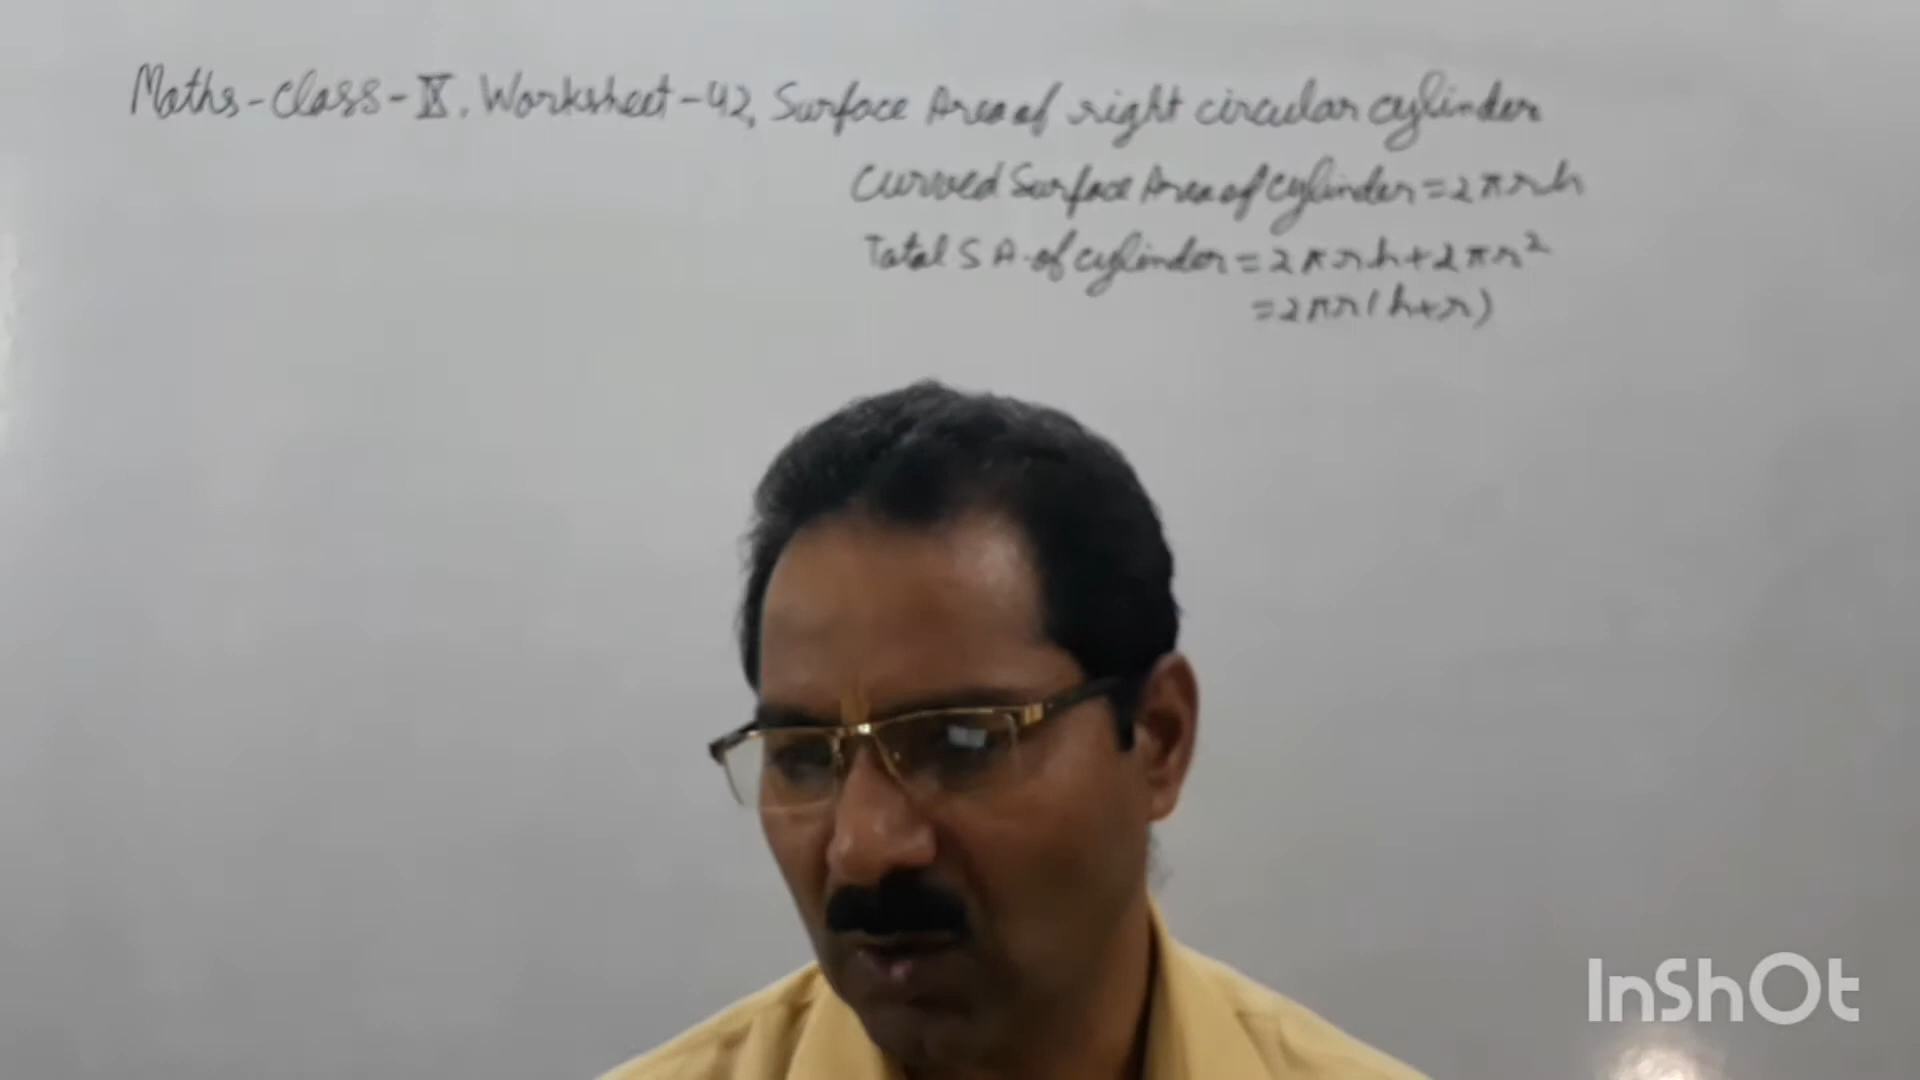 Maths-Class-IX. Worksheet-42, Surface Area of right circular cylinder
Curved Surface Area of cylinder = 2πrh
Total S A. of cylinder = 2πrh+2πr²
= 2πr(h+r)
InShOt